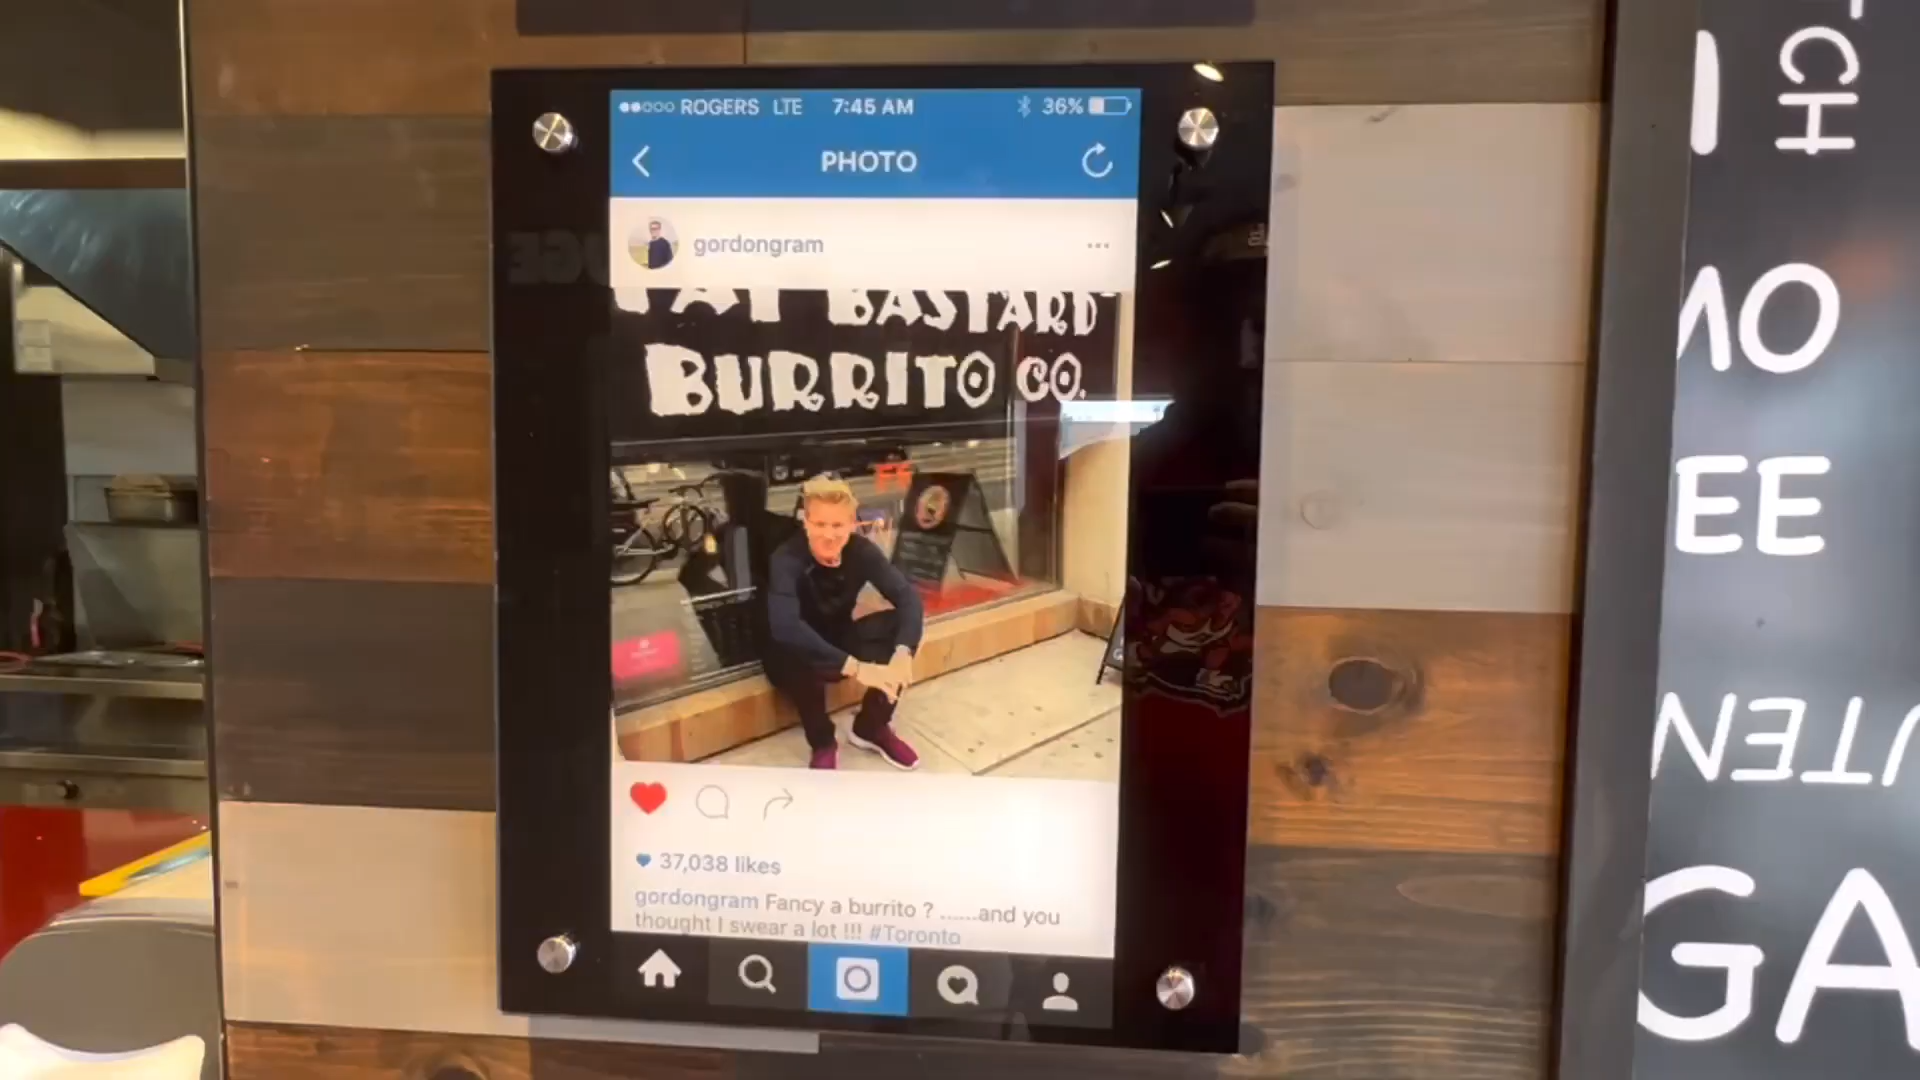 ROGERS LTE 7:45 AM 36%
PHOTO
gordongram
FAT BASTARD
BURRITO CO.
37,038 likes
gordongram Fancy a burrito ? ......and you
thought I swear a lot !!! #Toronto
CH
EE
GA